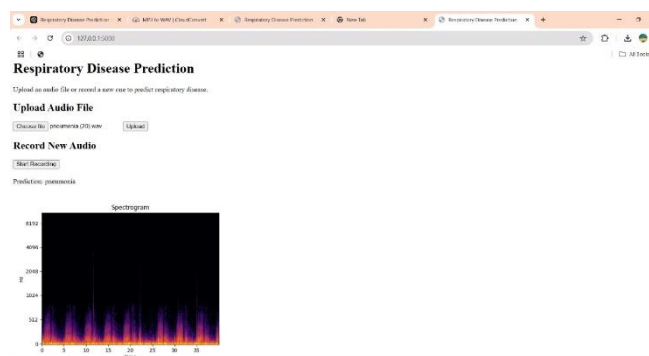 Respiratory Disease Prediction
MP3 to WAV | CloudConvert
Respiratory Disease Prediction
New Tab
Respiratory Disease Prediction
127.0.0.1:5000
Respiratory Disease Prediction
Upload an audio file or record a new one to predict respiratory disease.
Upload Audio File
Choose file pneumonia (20).wav Upload
Record New Audio
Start Recording
Prediction: pneumonia
Spectrogram
8192
4096
2048
Hz
1024
512
0
0 5 10 15 20 25 30 35